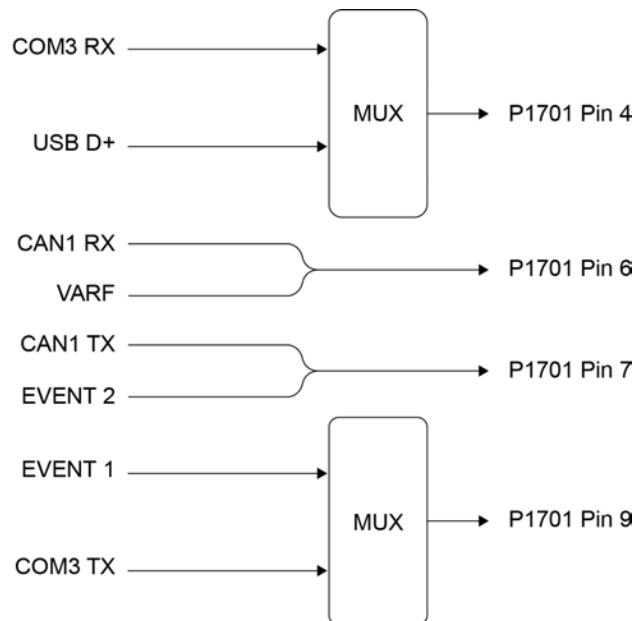 COM3 RX
MUX
P1701 Pin 4
USB D+
CAN1 RX
P1701 Pin 6
VARF
CAN1 TX
P1701 Pin 7
EVENT 2
EVENT 1
MUX
P1701 Pin 9
COM3 TX